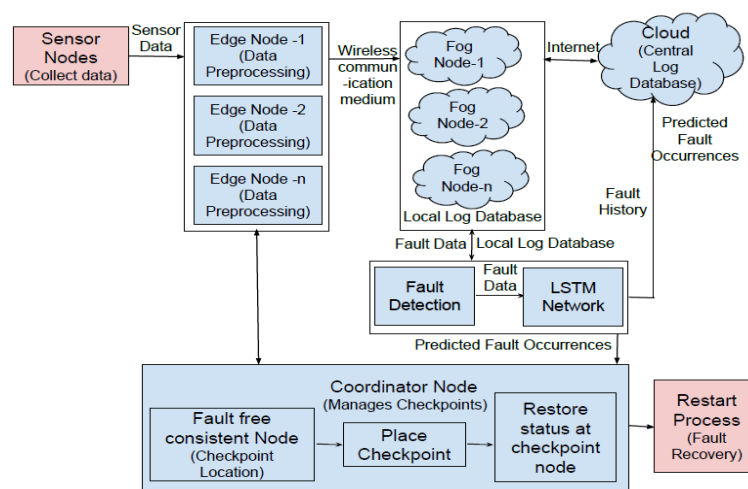 Sensor
Nodes
(Collect data)
Sensor
Data
Edge Node -1
(Data
Preprocessing)
Edge Node -2
(Data
Preprocessing)
Edge Node -n
(Data
Preprocessing)
Wireless
commun
-ication
medium
Fog
Node-1
Fog
Node-2
Fog
Node-n
Local Log Database
Internet
Cloud
(Central
Log
Database)
Predicted
Fault
Occurrences
Fault
History
Fault Data
Local Log Database
Fault
Detection
Fault
Data
LSTM
Network
Predicted Fault Occurrences
Coordinator Node
(Manages Checkpoints)
Fault free
consistent Node
(Checkpoint
Location)
Place
Checkpoint
Restore
status at
checkpoint
node
Restart
Process
(Fault
Recovery)